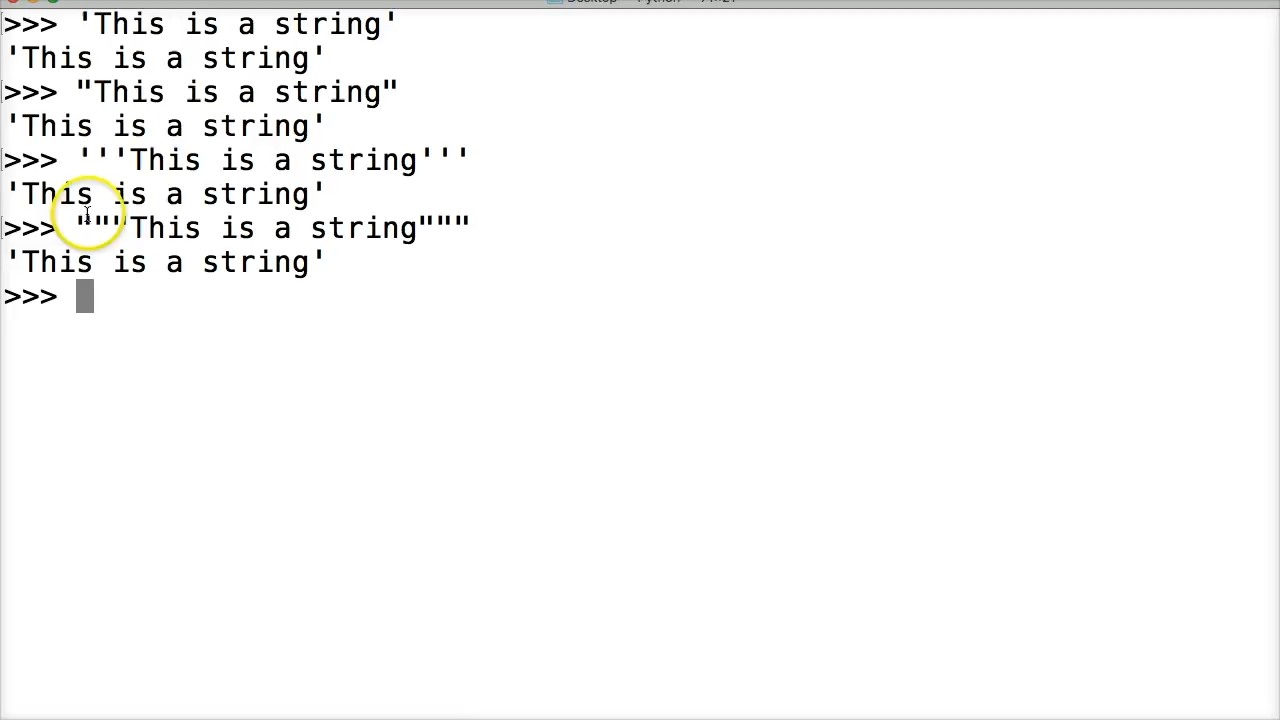 >>> 'This is a string'
'This is a string'
>>> "This is a string"
'This is a string'
>>> '''This is a string'''
'This is a string'
>>> """This is a string"""
'This is a string'
>>>